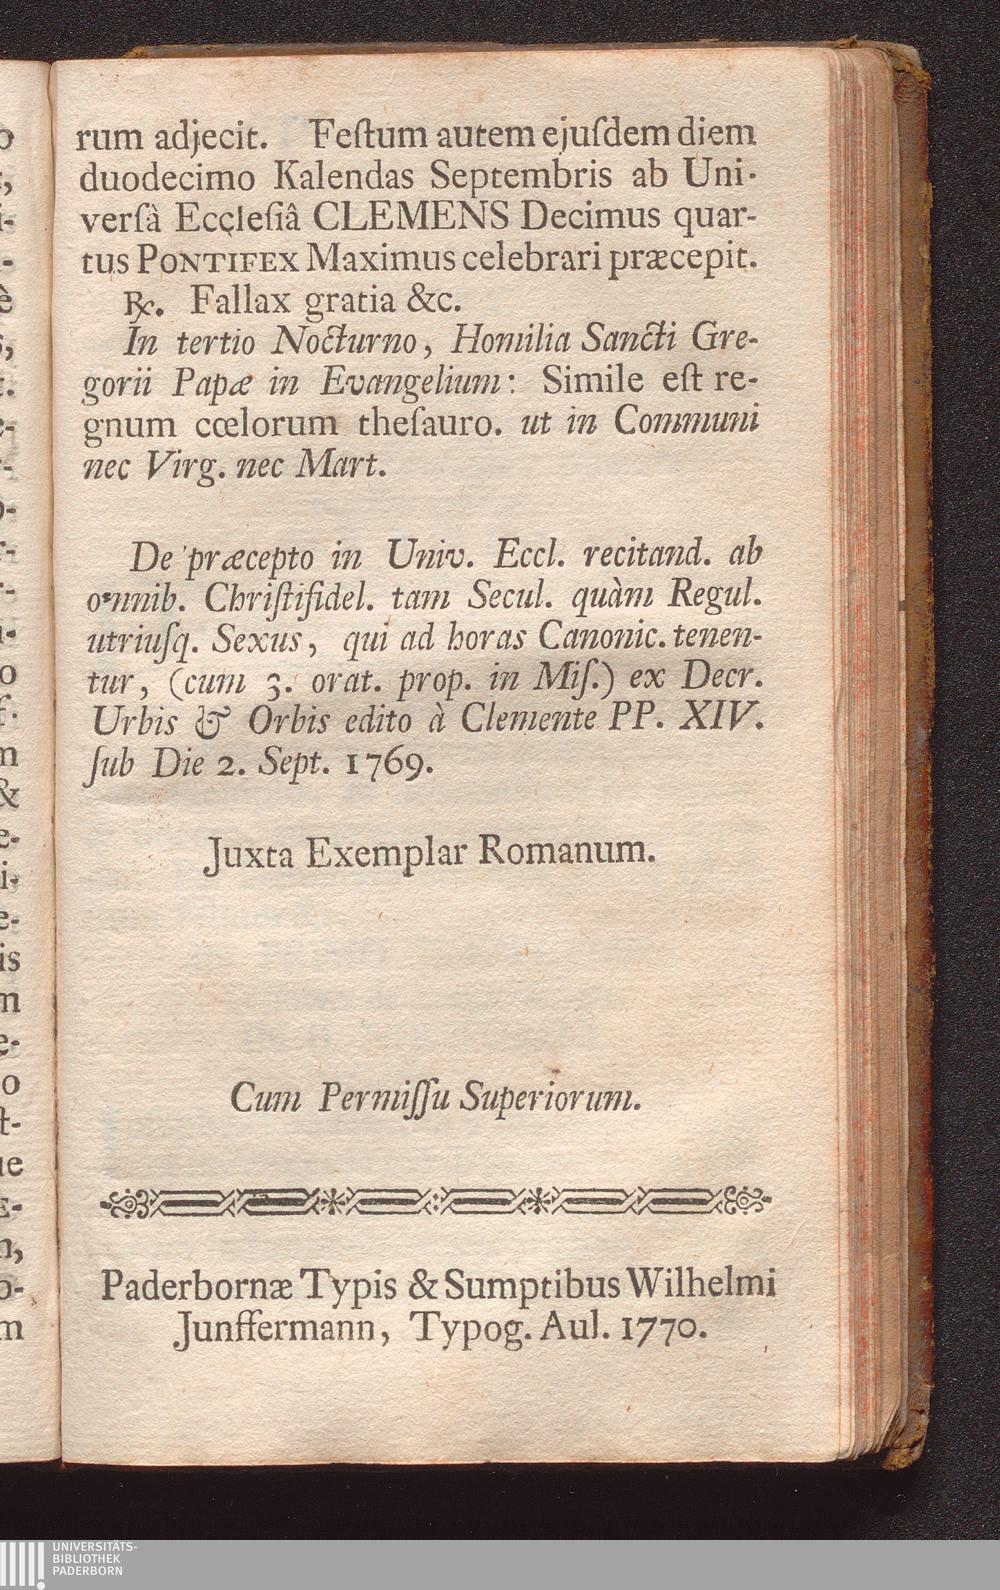 rum adjecit. Feſtum autem ejuſdem diem
duodecimo Kalendas Septembris ab Uni-
verſà Eccleſiâ CLEMENS Decimus quar-
tus PONTIFEX Maximus celebrari præcepit.
℞. Fallax gratia &c.
In tertio Nocturno, Homilia Sancti Gre-
gorii Papæ in Evangelium: Simile eſt re-
gnum cœlorum theſauro. ut in Communi
nec Virg. nec Mart.
De præcepto in Univ. Eccl. recitand. ab
omnib. Chriſtifidel. tam Secul. quàm Regul.
utriuſq. Sexus, qui ad horas Canonic. tenen-
tur, (cum 3. orat. prop. in Miſ.) ex Decr.
Urbis & Orbis edito à Clemente PP. XIV.
ſub Die 2. Sept. 1769.
Juxta Exemplar Romanum.
Cum Permiſſu Superiorum.
Paderbornæ Typis & Sumptibus Wilhelmi
Junffermann, Typog. Aul. 1770.
UNIVERSITÄTS-
BIBLIOTHEK
PADERBORN